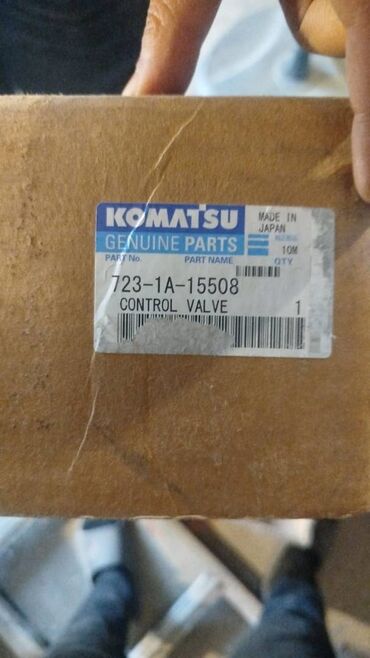 KOMATSU
MADE IN
JAPAN
GENUINE PARTS
10M
PART No.
PART NAME
QTY
723-1A-15508
CONTROL VALVE
1